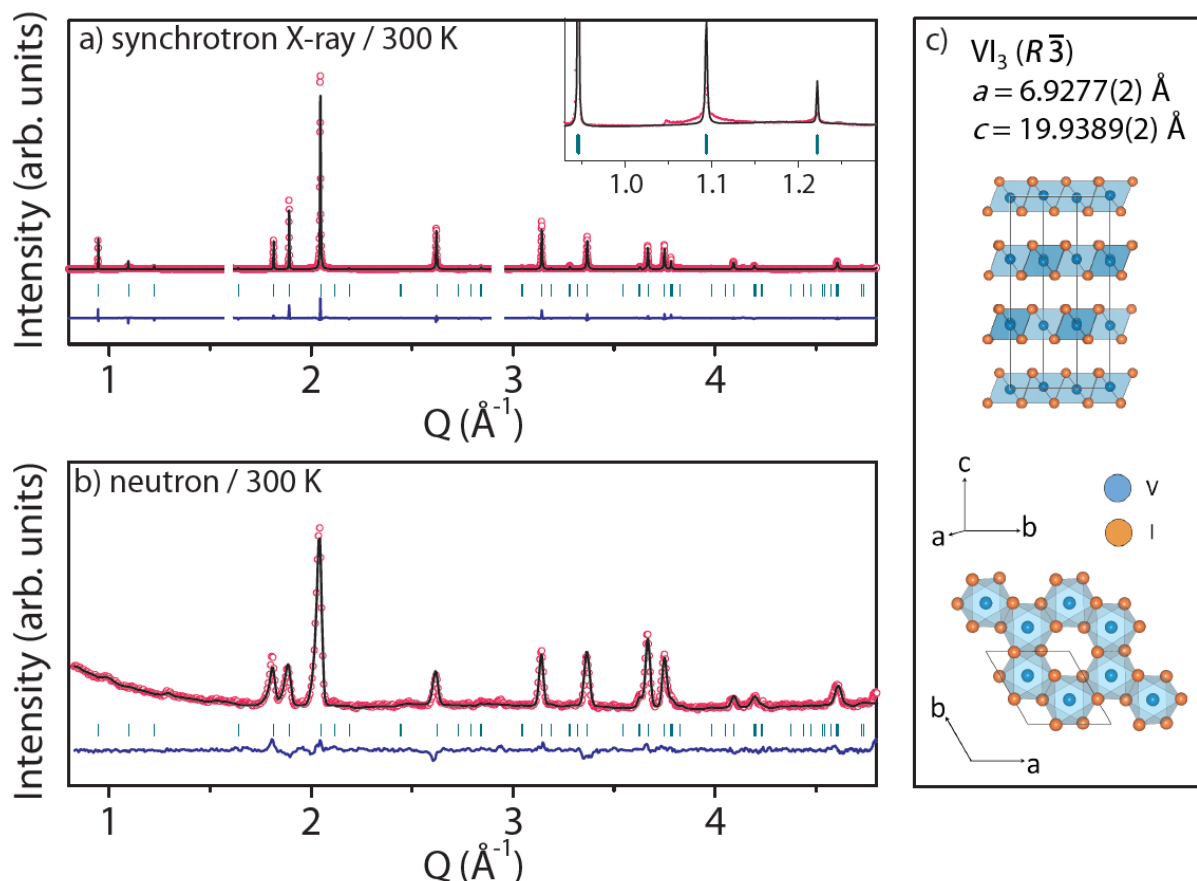 a) synchrotron X-ray / 300 K
Intensity (arb. units)
1.0 1.1 1.2
1 2 3 4
Q (Å⁻¹)
b) neutron / 300 K
Intensity (arb. units)
1 2 3 4
Q (Å⁻¹)
c)
VI₃ (R3̅)
a = 6.9277(2) Å
c = 19.9389(2) Å
c
a b
V
I
b
a